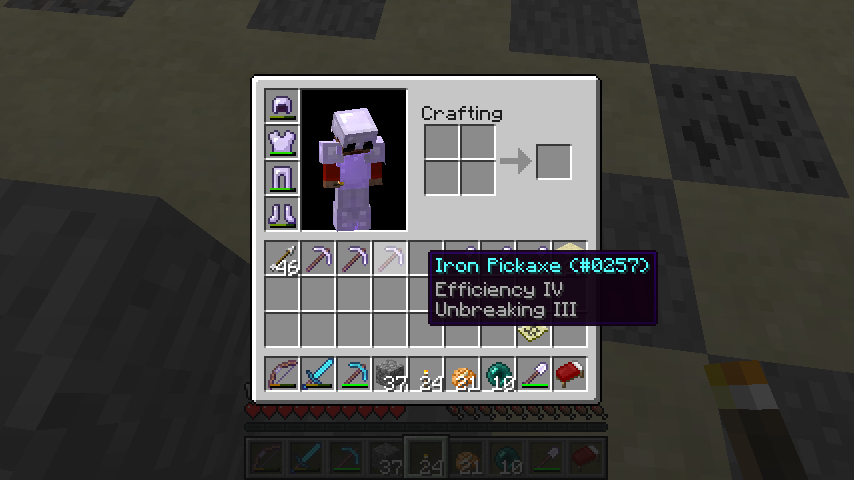 Crafting
46
Iron Pickaxe (#0257)
Efficiency IV
Unbreaking III
37 24 21 10
37 24 21 10